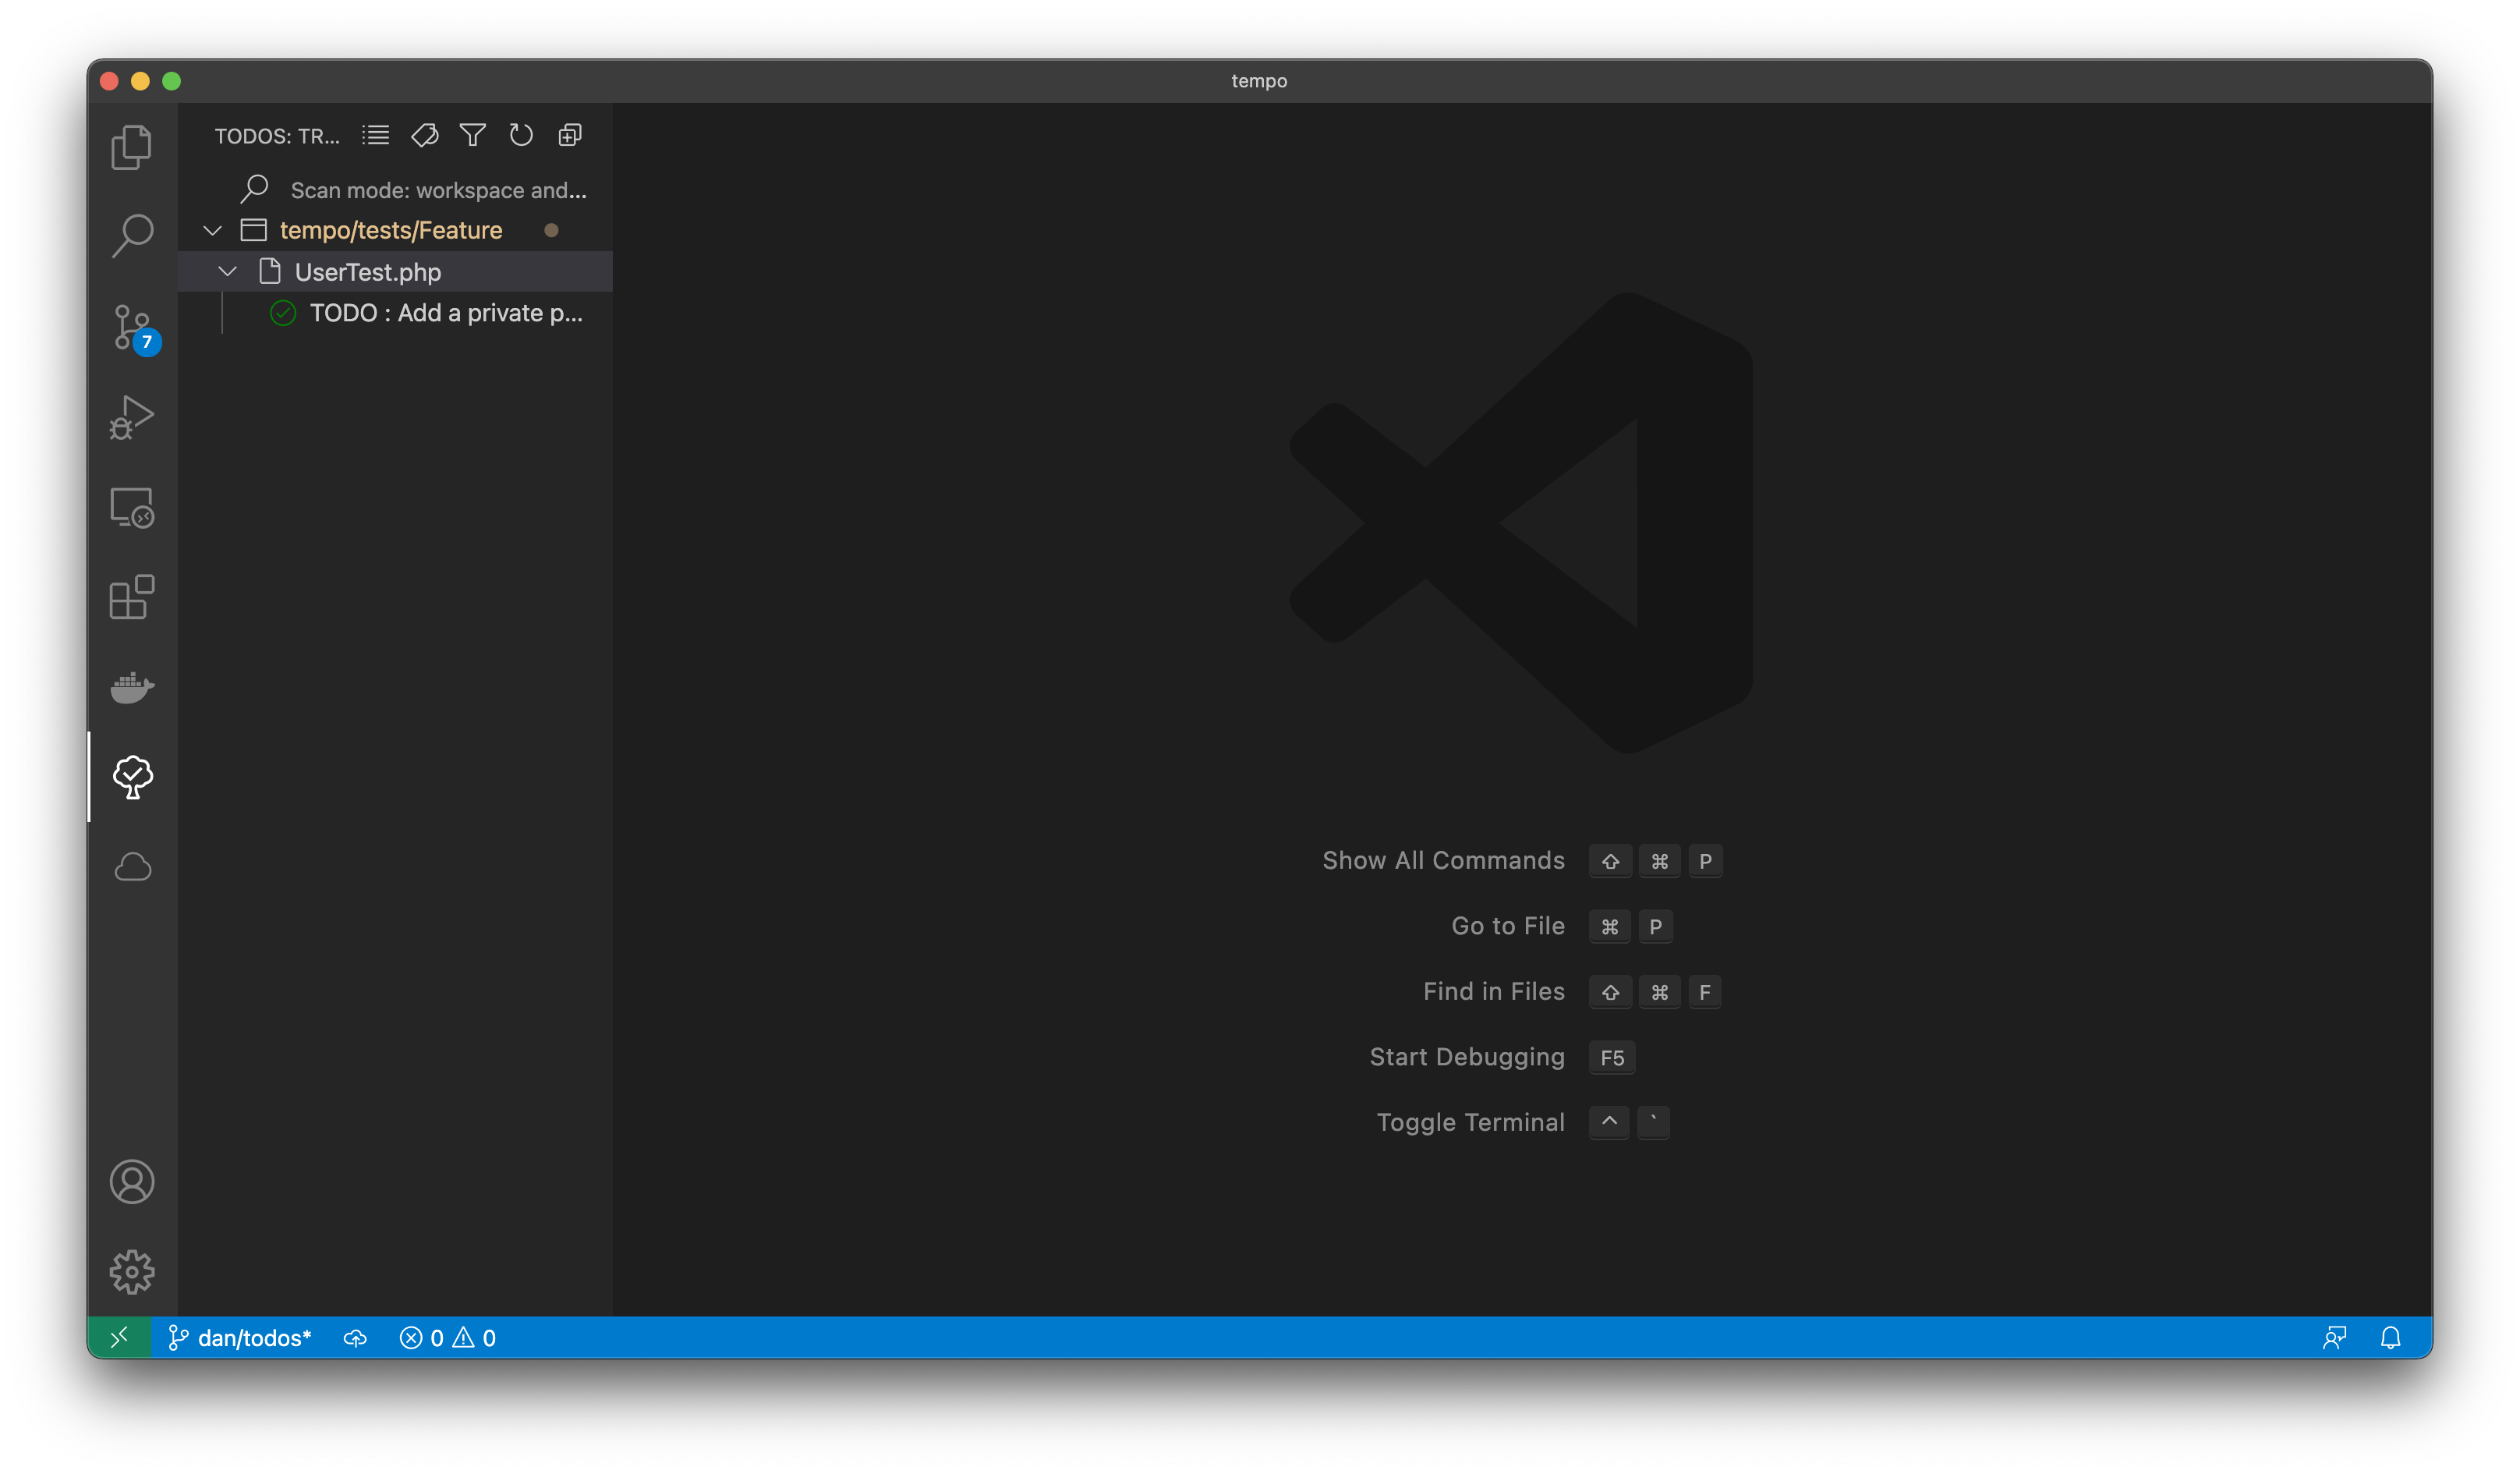 tempo
TODOS: TR...
Scan mode: workspace and...
tempo/tests/Feature
UserTest.php
TODO : Add a private p...
7
Show All Commands ⇧ ⌘ P
Go to File ⌘ P
Find in Files ⇧ ⌘ F
Start Debugging F5
Toggle Terminal ^ `
dan/todos* 0 0